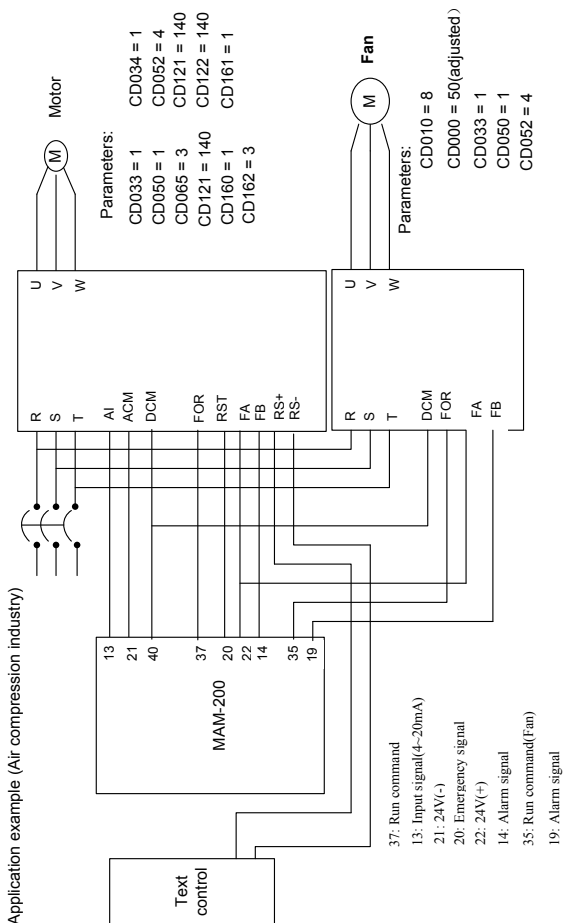 Application example (Air compression industry)
Text
control
MAM-200
13
21
40
37
20
22
14
35
19
R
S
T
AI
ACM
DCM
FOR
RST
FA
FB
RS+
RS-
U
V
W
M
Motor
Parameters:
CD033 = 1
CD034 = 1
CD050 = 1
CD052 = 4
CD065 = 3
CD121 = 140
CD121 = 140
CD122 = 140
CD160 = 1
CD161 = 1
CD162 = 3
R
S
T
DCM
FOR
FA
FB
U
V
W
M
Fan
Parameters:
CD010 = 8
CD000 = 50(adjusted)
CD033 = 1
CD050 = 1
CD052 = 4
37: Run command
13: Input signal(4~20mA)
21: 24V(-)
20: Emergency signal
22: 24V(+)
14: Alarm signal
35: Run command(Fan)
19: Alarm signal